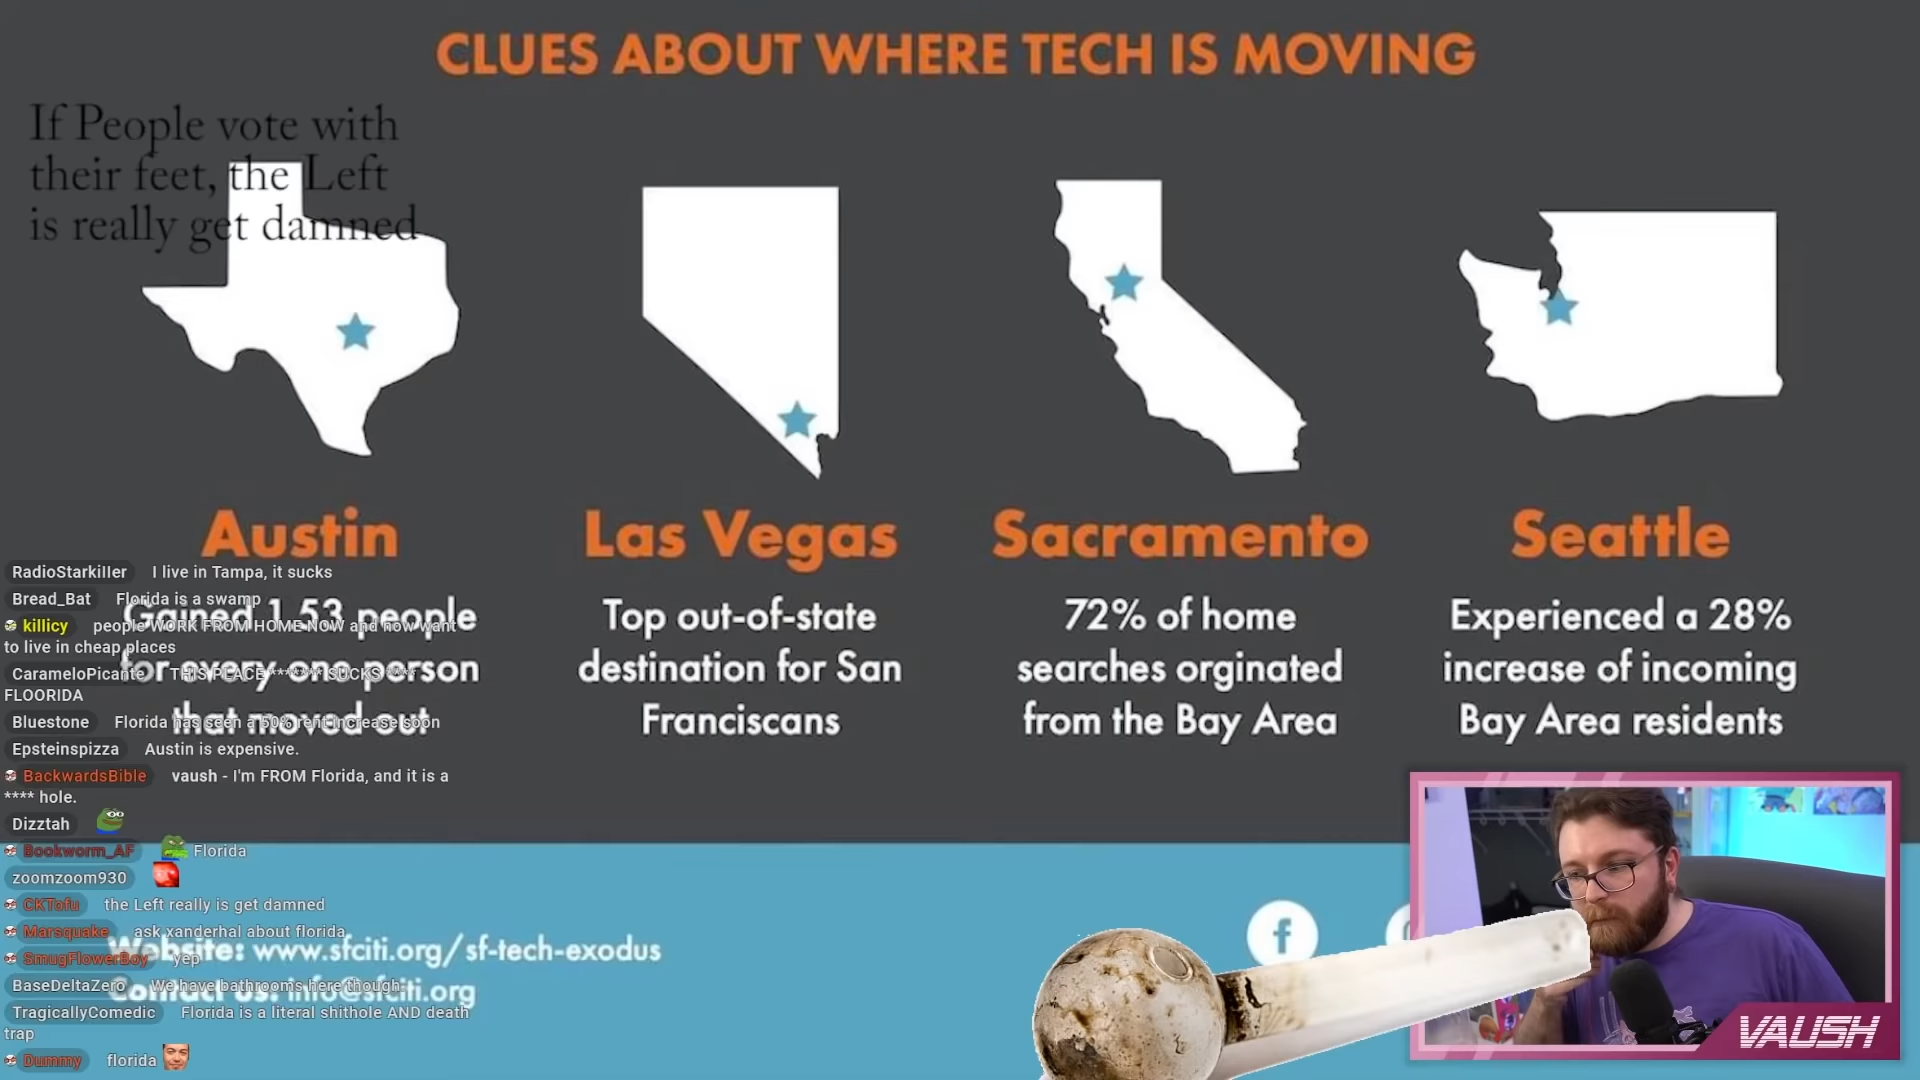 CLUES ABOUT WHERE TECH IS MOVING
If People vote with
their feet, the Left
is really get damned
Austin
Gained 1.53 people
for every one person
that moved out
Las Vegas
Top out-of-state
destination for San
Franciscans
Sacramento
72% of home
searches orginated
from the Bay Area
Seattle
Experienced a 28%
increase of incoming
Bay Area residents
RadioStarkiller I live in Tampa, it sucks
Bread_Bat Florida is a swamp
killicy people WORK FROM HOME NOW and now want
to live in cheap places
CarameloPicante THIS PLACE ******* SUCKS ****
FLOORIDA
Bluestone Florida has seen a 50% rent increase soon
Epsteinspizza Austin is expensive.
BackwardsBible vaush - I'm FROM Florida, and it is a
**** hole.
Dizztah
Bookworm_AF Florida
zoomzoom930
CKTofu the Left really is get damned
Marsquake ask xanderhal about florida
SmugFlowerBoy yep
BaseDeltaZero We have bathrooms here though
TragicallyComedic Florida is a literal shithole AND death
trap
Dummy florida
Website: www.sfciti.org/sf-tech-exodus
Contact us: info@sfciti.org
f
VAUSH